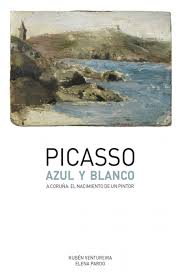 PICASSO
AZUL Y BLANCO
A CORUÑA: EL NACIMIENTO DE UN PINTOR
RUBÉN VENTUREIRA
ELENA PARDO